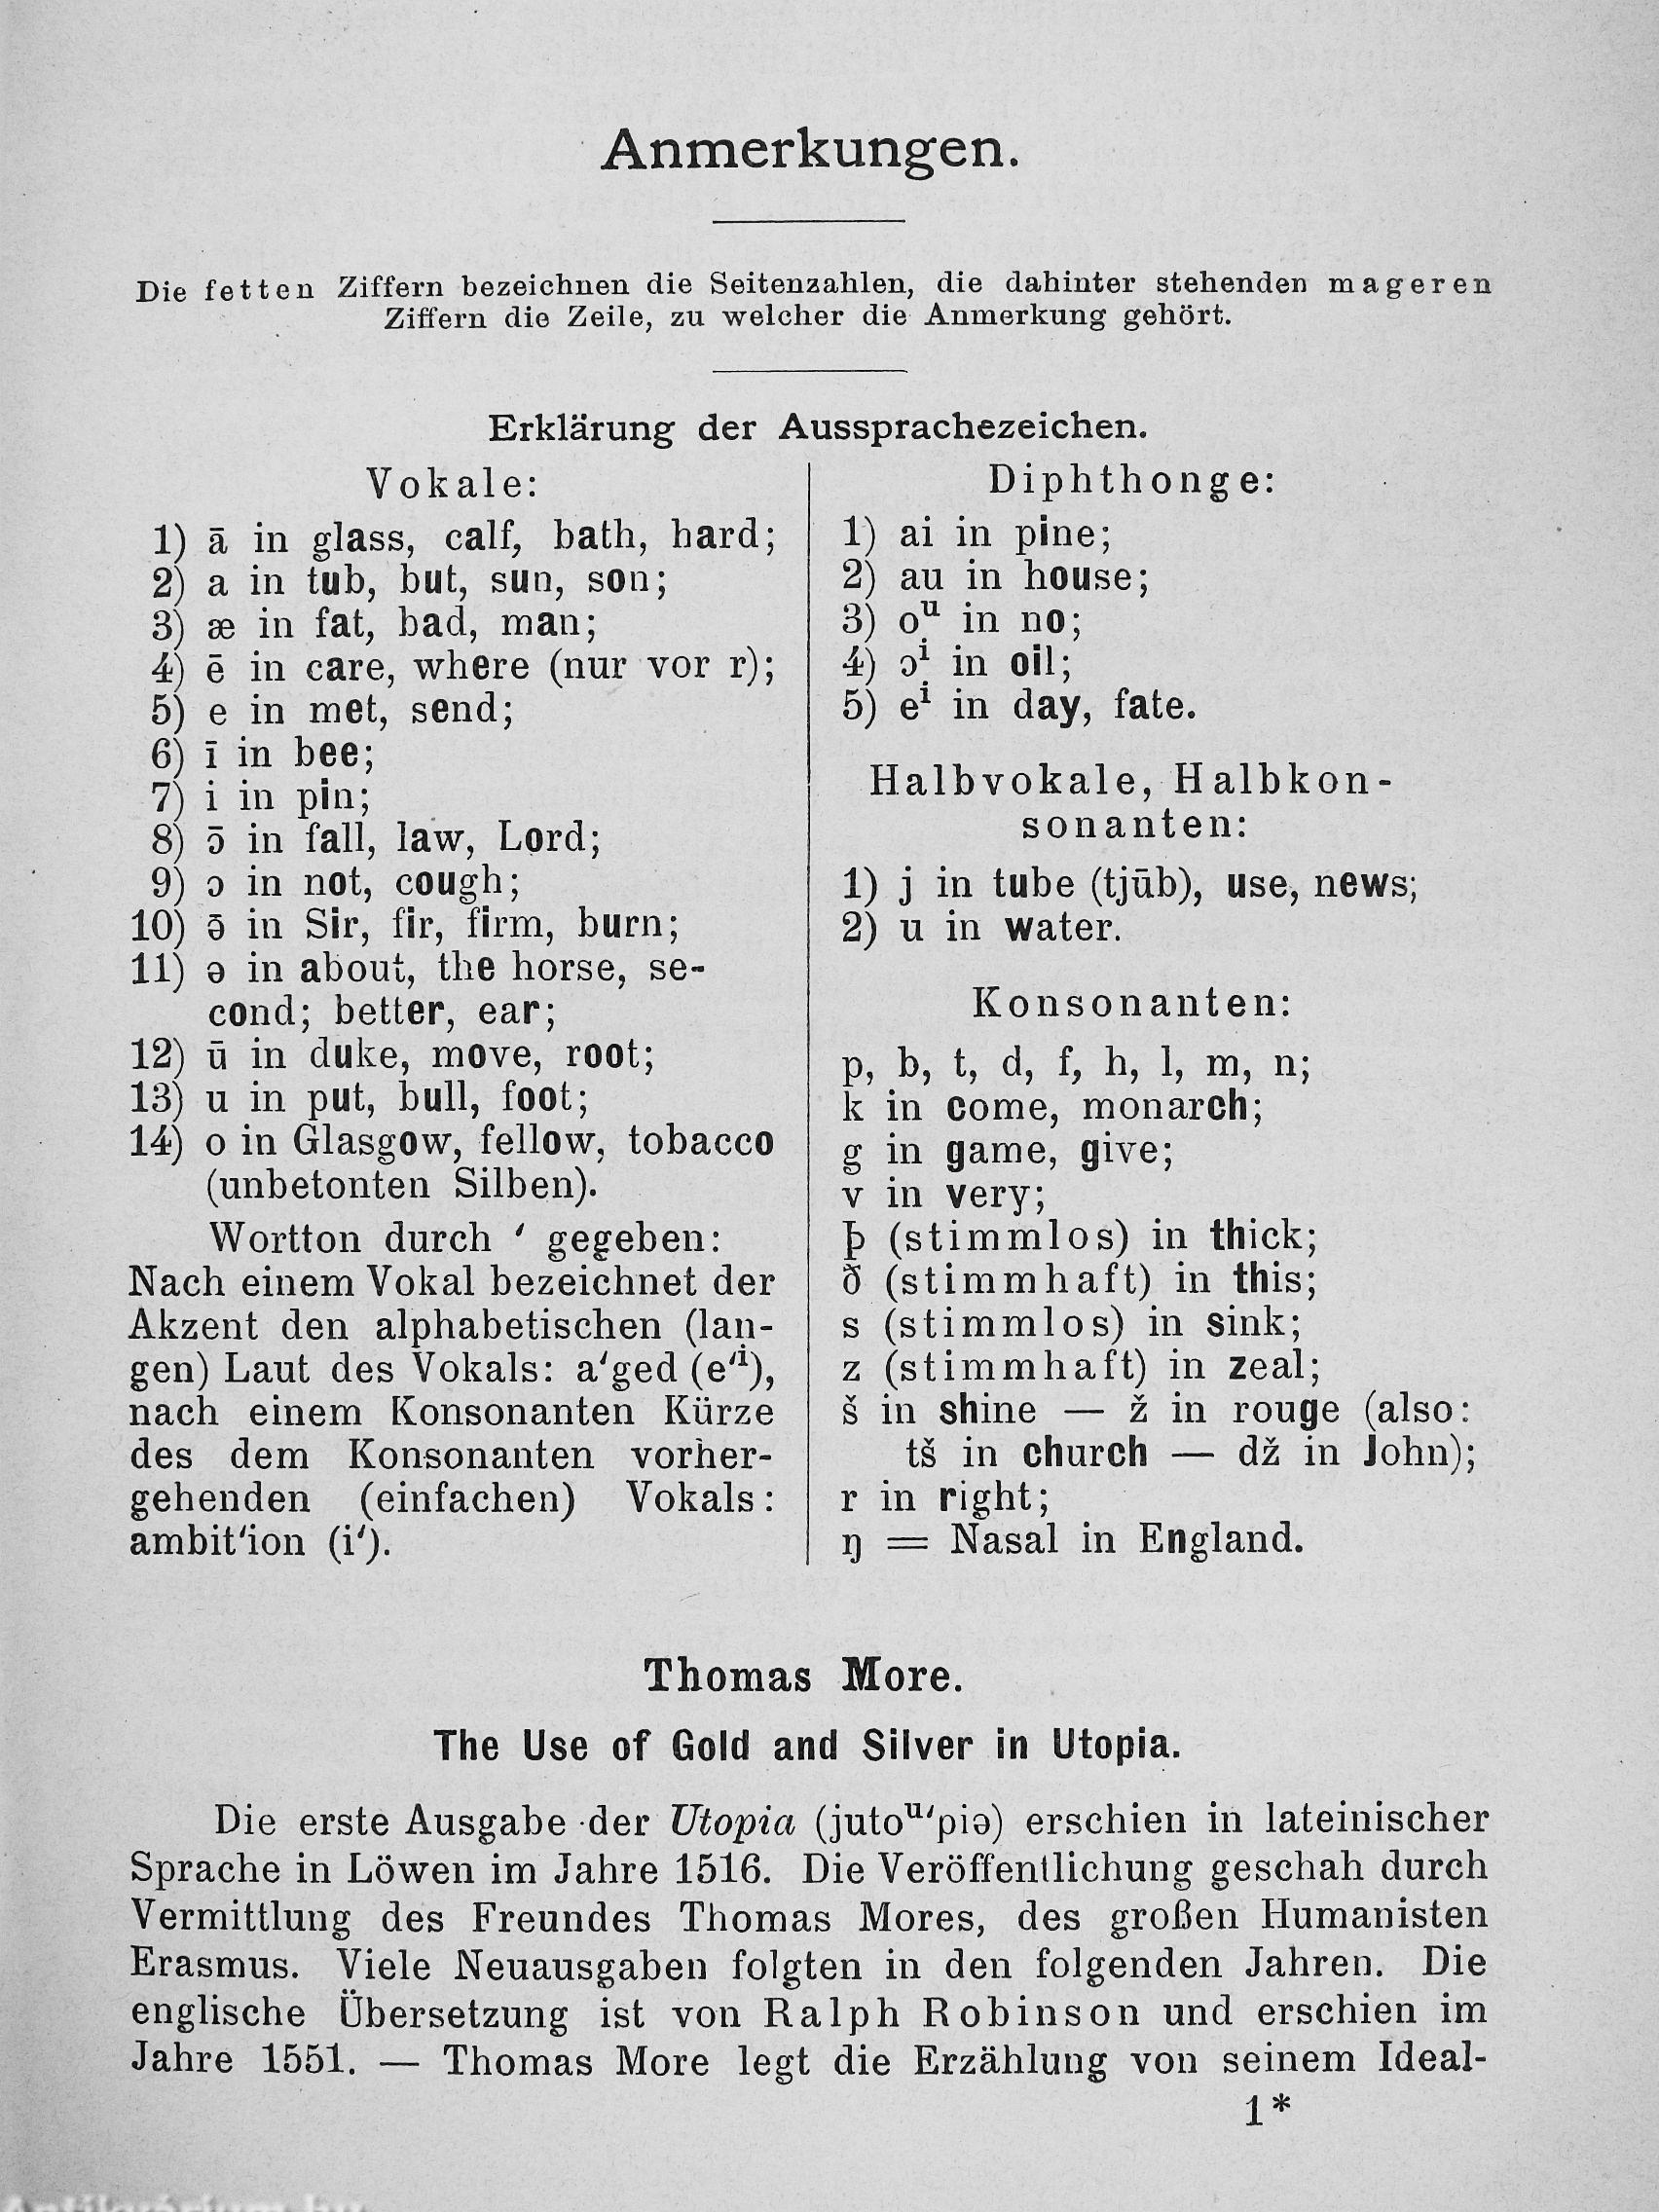 Anmerkungen.
Die fetten Ziffern bezeichnen die Seitenzahlen, die dahinter stehenden mageren
Ziffern die Zeile, zu welcher die Anmerkung gehört.
Erklärung der Aussprachezeichen.
Vokale:
1) ā in glass, calf, bath, hard;
2) a in tub, but, sun, son;
3) æ in fat, bad, man;
4) ē in care, where (nur vor r);
5) e in met, send;
6) ī in bee;
7) i in pin;
8) ɔ̄ in fall, law, Lord;
9) ɔ in not, cough;
10) ə̄ in Sir, fir, firm, burn;
11) ə in about, the horse, se-
cond; better, ear;
12) ū in duke, move, root;
13) u in put, bull, foot;
14) o in Glasgow, fellow, tobacco
(unbetonten Silben).
Wortton durch ʹ gegeben:
Nach einem Vokal bezeichnet der
Akzent den alphabetischen (lan-
gen) Laut des Vokals: aʹged (eʹⁱ),
nach einem Konsonanten Kürze
des dem Konsonanten vorher-
gehenden (einfachen) Vokals:
ambitʹion (iʹ).
Diphthonge:
1) ai in pine;
2) au in house;
3) oᵘ in no;
4) ɔⁱ in oil;
5) eⁱ in day, fate.
Halbvokale, Halbkon-
sonanten:
1) j in tube (tjūb), use, news;
2) u in water.
Konsonanten:
p, b, t, d, f, h, l, m, n;
k in come, monarch;
g in game, give;
v in very;
þ (stimmlos) in thick;
ð (stimmhaft) in this;
s (stimmlos) in sink;
z (stimmhaft) in zeal;
š in shine — ž in rouge (also:
tš in church — dž in John);
r in right;
ŋ = Nasal in England.
Thomas More.
The Use of Gold and Silver in Utopia.
Die erste Ausgabe der Utopia (jutoᵘʹpiə) erschien in lateinischer
Sprache in Löwen im Jahre 1516. Die Veröffentlichung geschah durch
Vermittlung des Freundes Thomas Mores, des großen Humanisten
Erasmus. Viele Neuausgaben folgten in den folgenden Jahren. Die
englische Übersetzung ist von Ralph Robinson und erschien im
Jahre 1551. — Thomas More legt die Erzählung von seinem Ideal-
1*